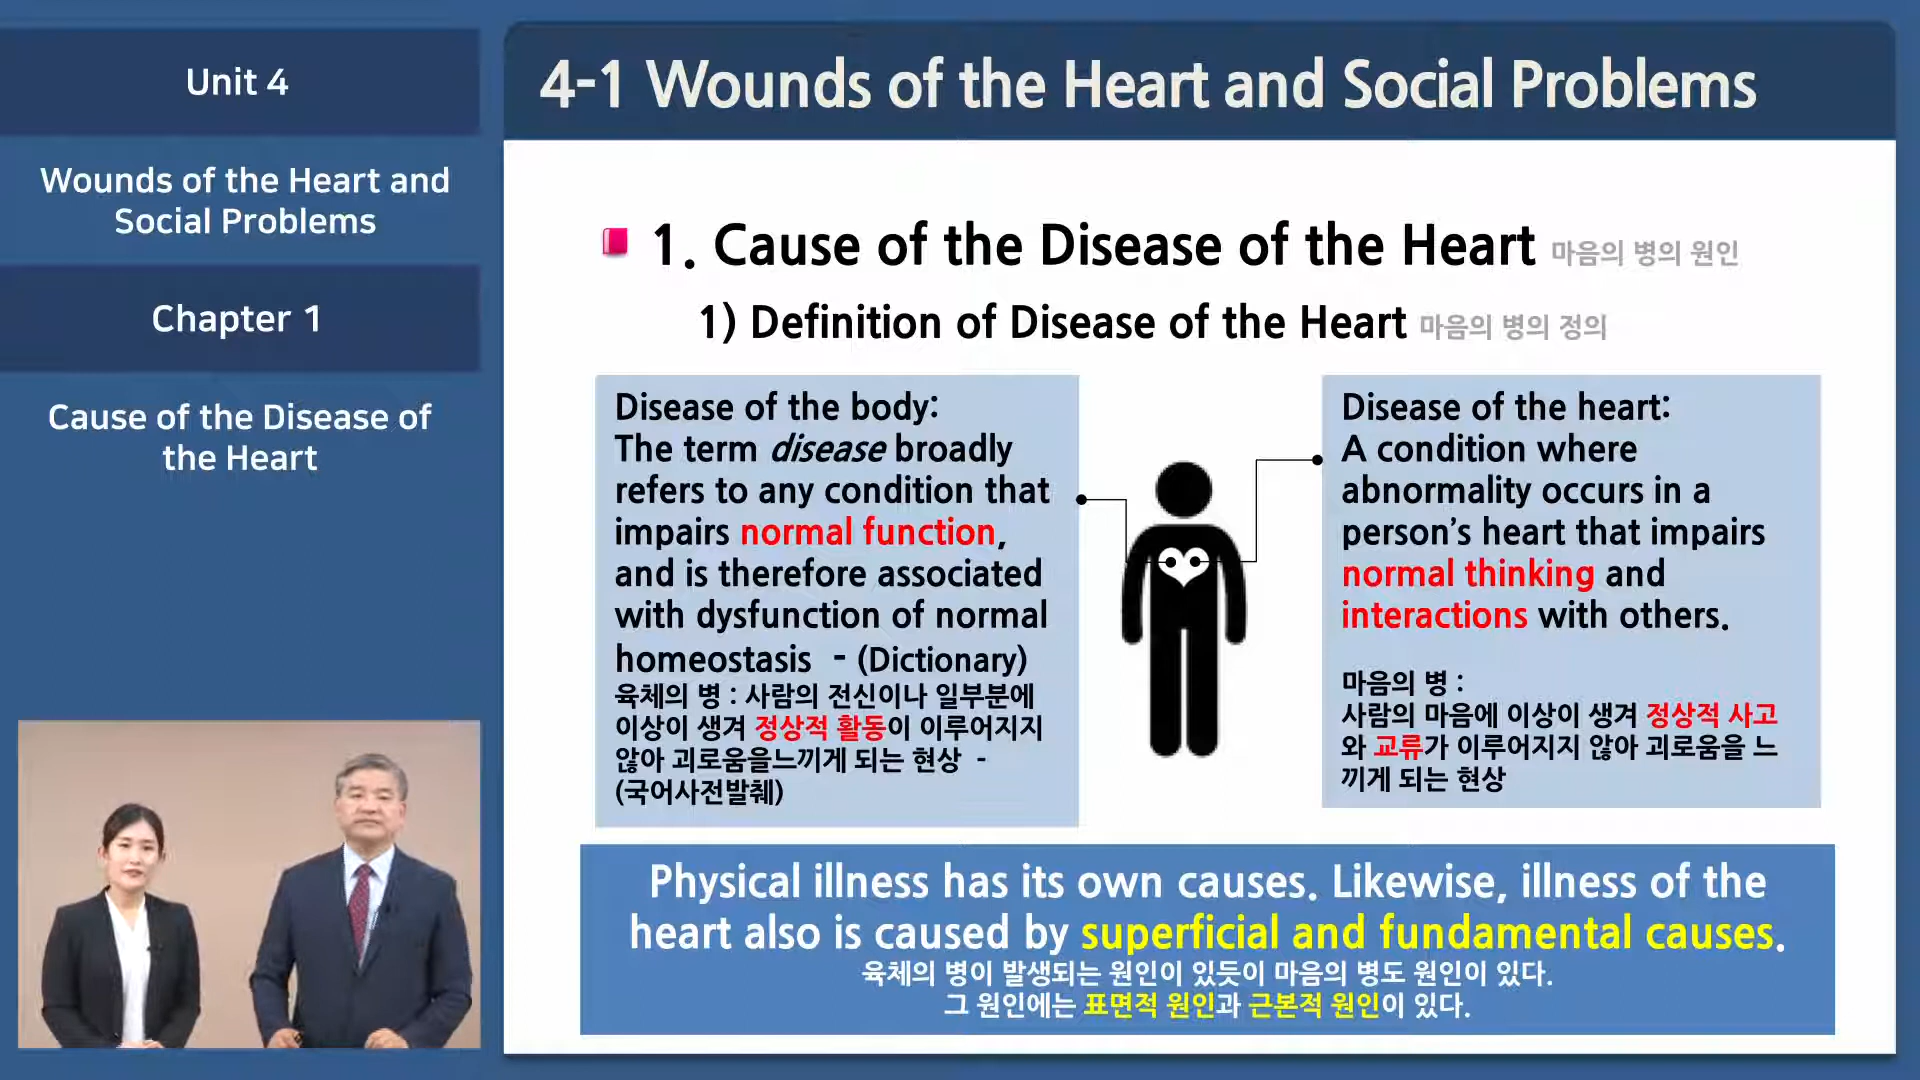 Unit 4
Wounds of the Heart and
Social Problems
Chapter 1
Cause of the Disease of
the Heart
4-1 Wounds of the Heart and Social Problems
1. Cause of the Disease of the Heart 마음의 병의 원인
1) Definition of Disease of the Heart 마음의 병의 정의
Disease of the body:
The term disease broadly
refers to any condition that
impairs normal function,
and is therefore associated
with dysfunction of normal
homeostasis - (Dictionary)
육체의 병 : 사람의 전신이나 일부분에
이상이 생겨 정상적 활동이 이루어지지
않아 괴로움을느끼게 되는 현상 -
(국어사전발췌)
Disease of the heart:
A condition where
abnormality occurs in a
person’s heart that impairs
normal thinking and
interactions with others.
마음의 병 :
사람의 마음에 이상이 생겨 정상적 사고
와 교류가 이루어지지 않아 괴로움을 느
끼게 되는 현상
Physical illness has its own causes. Likewise, illness of the
heart also is caused by superficial and fundamental causes.
육체의 병이 발생되는 원인이 있듯이 마음의 병도 원인이 있다.
그 원인에는 표면적 원인과 근본적 원인이 있다.